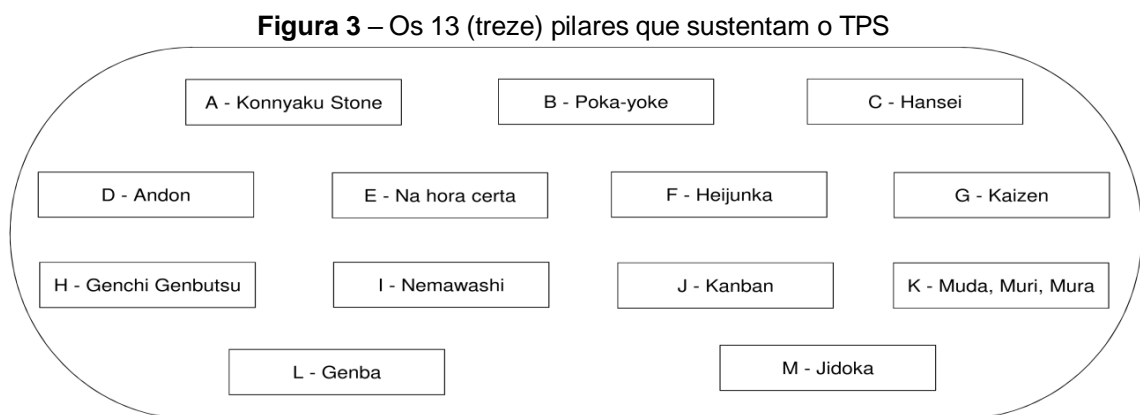 Figura 3 – Os 13 (treze) pilares que sustentam o TPS
A - Konnyaku Stone
B - Poka-yoke
C - Hansei
D - Andon
E - Na hora certa
F - Heijunka
G - Kaizen
H - Genchi Genbutsu
I - Nemawashi
J - Kanban
K - Muda, Muri, Mura
L - Genba
M - Jidoka